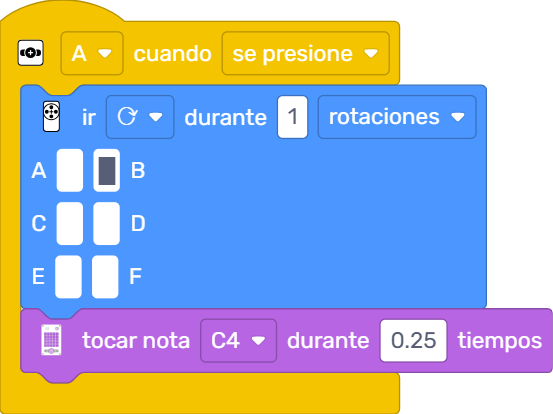 A cuando se presione
ir durante 1 rotaciones
A B
C D
E F
tocar nota C4 durante 0.25 tiempos